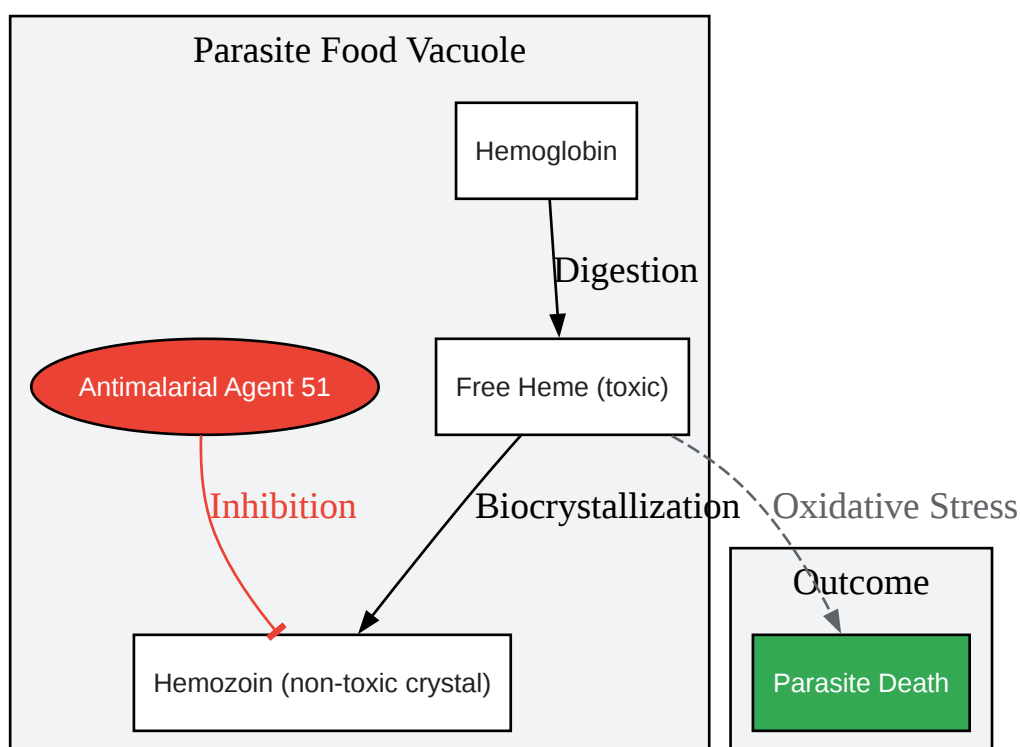 Parasite Food Vacuole
Hemoglobin
Digestion
Antimalarial Agent 51
Free Heme (toxic)
Inhibition
Biocrystallization
Oxidative Stress
Outcome
Hemozoin (non-toxic crystal)
Parasite Death